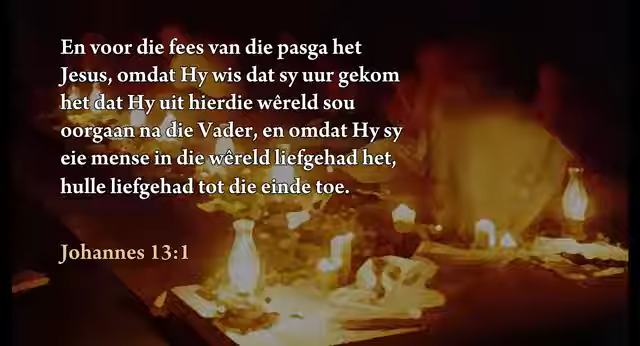 En voor die fees van die pasga het
Jesus, omdat Hy wis dat sy uur gekom
het dat Hy uit hierdie wêreld sou
oorgaan na die Vader, en omdat Hy sy
eie mense in die wêreld liefgehad het,
hulle liefgehad tot die einde toe.
Johannes 13:1